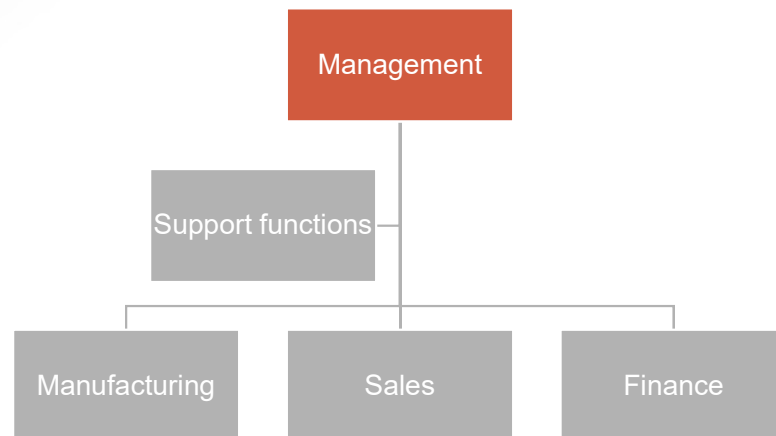 Management
Support functions
Manufacturing
Sales
Finance